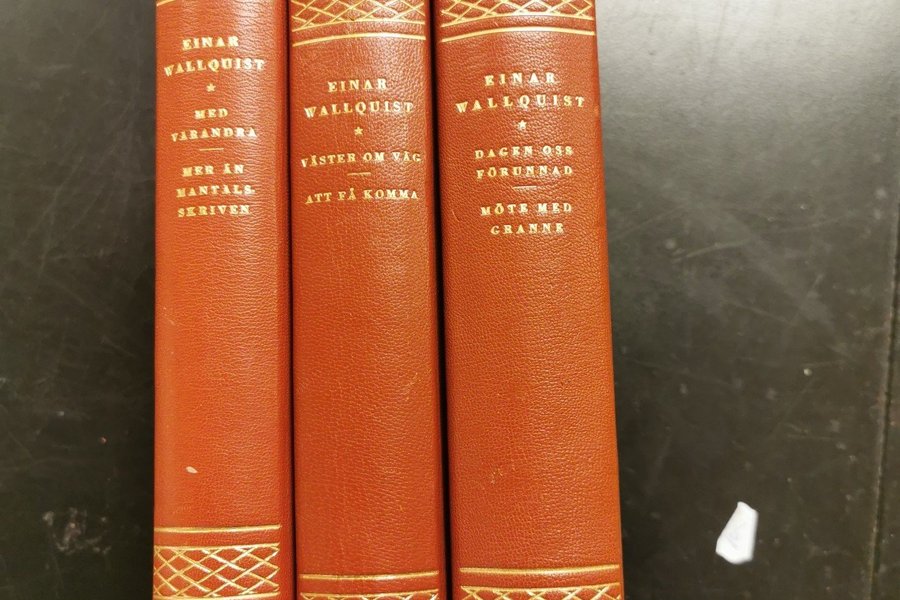 EINAR
WALLQUIST
MED
VARANDRA
MER ÄN
MANTALS
SKRIVEN
EINAR
WALLQUIST
VÄSTER OM VÄG
ATT FÅ KOMMA
EINAR
WALLQUIST
DAGEN OSS
FÖRUNNAD
MÖTE MED
GRANNE